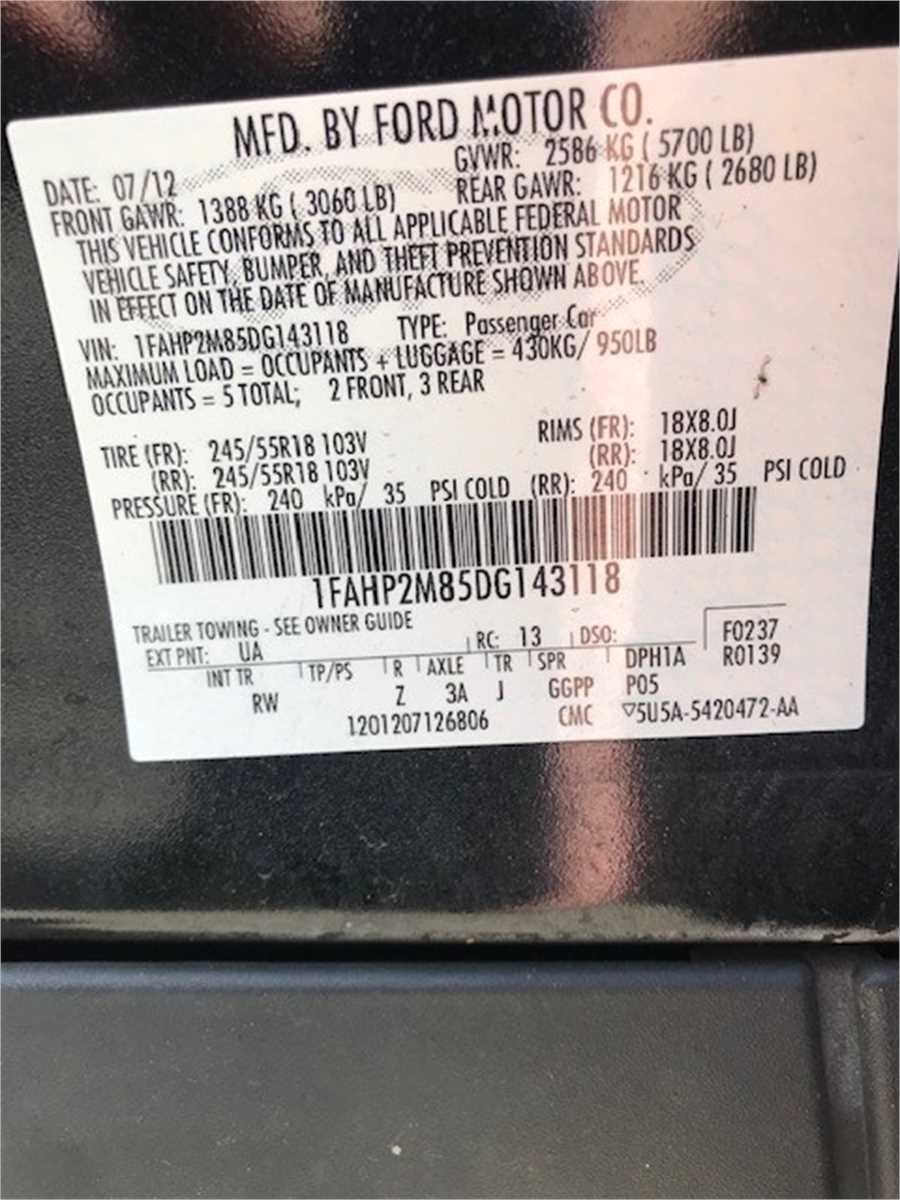 MFD. BY FORD MOTOR CO.
DATE: 07/12 GVWR: 2586 KG ( 5700 LB)
FRONT GAWR: 1388 KG ( 3060 LB) REAR GAWR: 1216 KG ( 2680 LB)
THIS VEHICLE CONFORMS TO ALL APPLICABLE FEDERAL MOTOR
VEHICLE SAFETY, BUMPER, AND THEFT PREVENTION STANDARDS
IN EFFECT ON THE DATE OF MANUFACTURE SHOWN ABOVE.
VIN: 1FAHP2M85DG143118 TYPE: Passenger Car
MAXIMUM LOAD = OCCUPANTS + LUGGAGE = 430KG/ 950LB
OCCUPANTS = 5 TOTAL; 2 FRONT, 3 REAR
TIRE (FR): 245/55R18 103V RIMS (FR): 18X8.0J
(RR): 245/55R18 103V (RR): 18X8.0J
PRESSURE (FR): 240 kPa/ 35 PSI COLD (RR): 240 kPa/ 35 PSI COLD
1FAHP2M85DG143118
TRAILER TOWING - SEE OWNER GUIDE
EXT PNT: UA RC: 13 DSO: F0237
INT TR TP/PS R AXLE TR SPR DPH1A R0139
RW Z 3A J GGPP P05
1201207126806 CMC ▽5U5A-5420472-AA